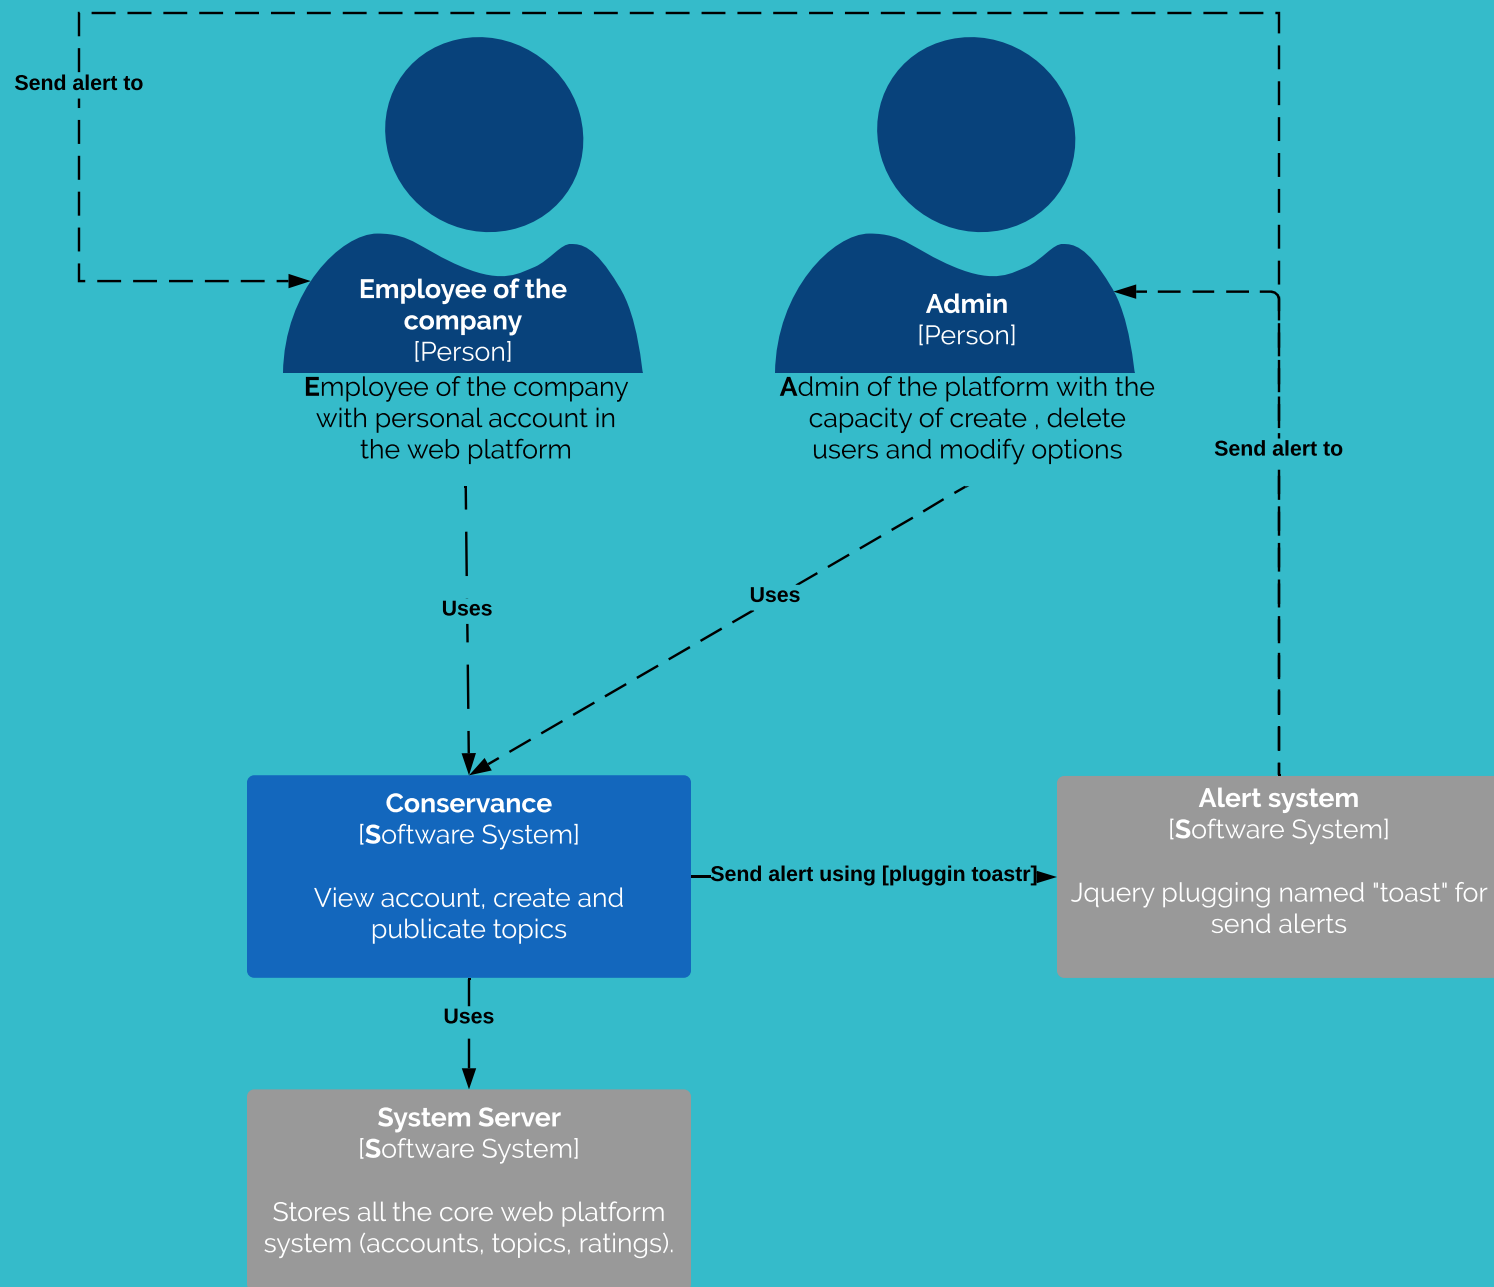 Send alert to
Employee of the
company
[Person]
Employee of the company
with personal account in
the web platform
Admin
[Person]
Admin of the platform with the
capacity of create , delete
users and modify options
Send alert to
Uses
Uses
Conservance
[Software System]
View account, create and
publicate topics
Send alert using [pluggin toastr]
Alert system
[Software System]
Jquery plugging named "toast" for
send alerts
Uses
System Server
[Software System]
Stores all the core web platform
system (accounts, topics, ratings).